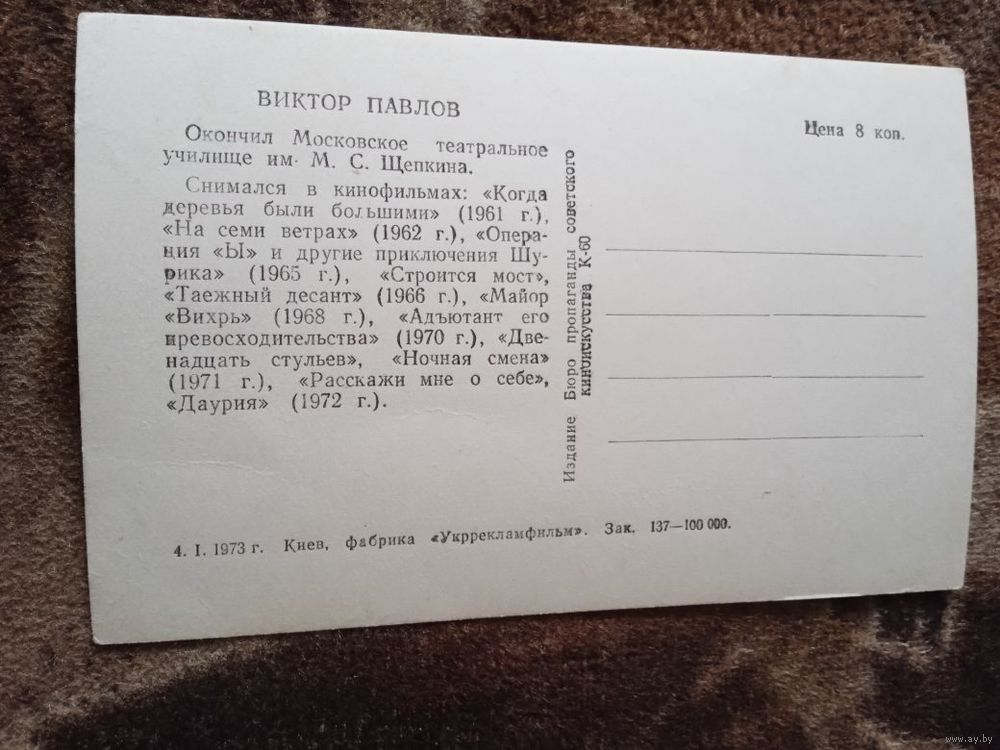 ВИКТОР ПАВЛОВ
Окончил Московское театральное
училище им. М. С. Щепкина.
Снимался в кинофильмах: «Когда
деревья были большими» (1961 г.),
«На семи ветрах» (1962 г.), «Опера-
ция «Ы» и другие приключения Шу-
рика» (1965 г.), «Строится мост»,
«Таежный десант» (1966 г.), «Майор
«Вихрь» (1968 г.), «Адъютант его
превосходительства» (1970 г.), «Две-
надцать стульев», «Ночная смена»
(1971 г.), «Расскажи мне о себе»,
«Даурия» (1972 г.).
4. I. 1973 г. Киев, фабрика «Укррекламфильм». Зак. 137—100 000.
Издание Бюро пропаганды советского
киноискусства К-60
Цена 8 коп.
www.ay.by